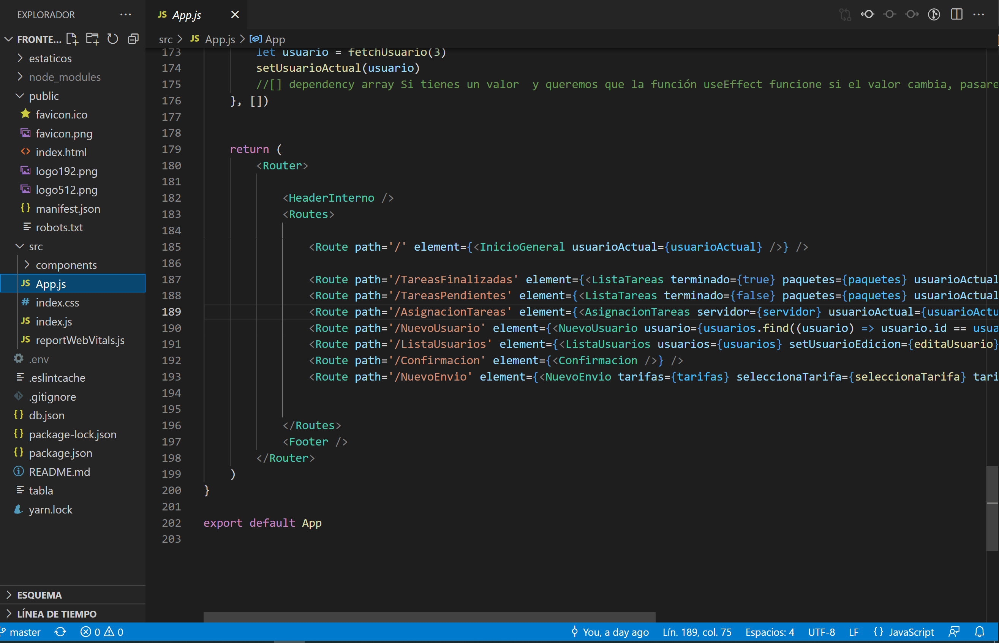 EXPLORADOR
FRONTE...
estaticos
node_modules
public
favicon.ico
favicon.png
index.html
logo192.png
logo512.png
manifest.json
robots.txt
src
components
JS App.js
# index.css
JS index.js
JS reportWebVitals.js
.env
.eslintcache
.gitignore
{} db.json
{} package-lock.json
{} package.json
README.md
tabla
yarn.lock
ESQUEMA
LÍNEA DE TIEMPO
JS App.js
src > JS App.js > App
173 let usuario = fetchUsuario(3)
174 setUsuarioActual(usuario)
175 //[] dependency array Si tienes un valor  y queremos que la función useEffect funcione si el valor cambia, pasare
176 }, [])
177
178
179 return (
180 <Router>
181
182 <HeaderInterno />
183 <Routes>
184
185 <Route path='/' element={<InicioGeneral usuarioActual={usuarioActual} />} />
186
187 <Route path='/TareasFinalizadas' element={<ListaTareas terminado={true} paquetes={paquetes} usuarioActual
188 <Route path='/TareasPendientes' element={<ListaTareas terminado={false} paquetes={paquetes} usuarioActual
189 <Route path='/AsignacionTareas' element={<AsignacionTareas servidor={servidor} usuarioActual={usuarioActu
190 <Route path='/NuevoUsuario' element={<NuevoUsuario usuario={usuarios.find((usuario) => usuario.id == usua
191 <Route path='/ListaUsuarios' element={<ListaUsuarios usuarios={usuarios} setUsuarioEdicion={editaUsuario}
192 <Route path='/Confirmacion' element={<Confirmacion />} />
193 <Route path='/NuevoEnvio' element={<NuevoEnvio tarifas={tarifas} seleccionaTarifa={seleccionaTarifa} tari
194
195
196 </Routes>
197 <Footer />
198 </Router>
199 )
200 }
201
202 export default App
203
master 0 0 You, a day ago Lín. 189, col. 75 Espacios: 4 UTF-8 LF {} JavaScript